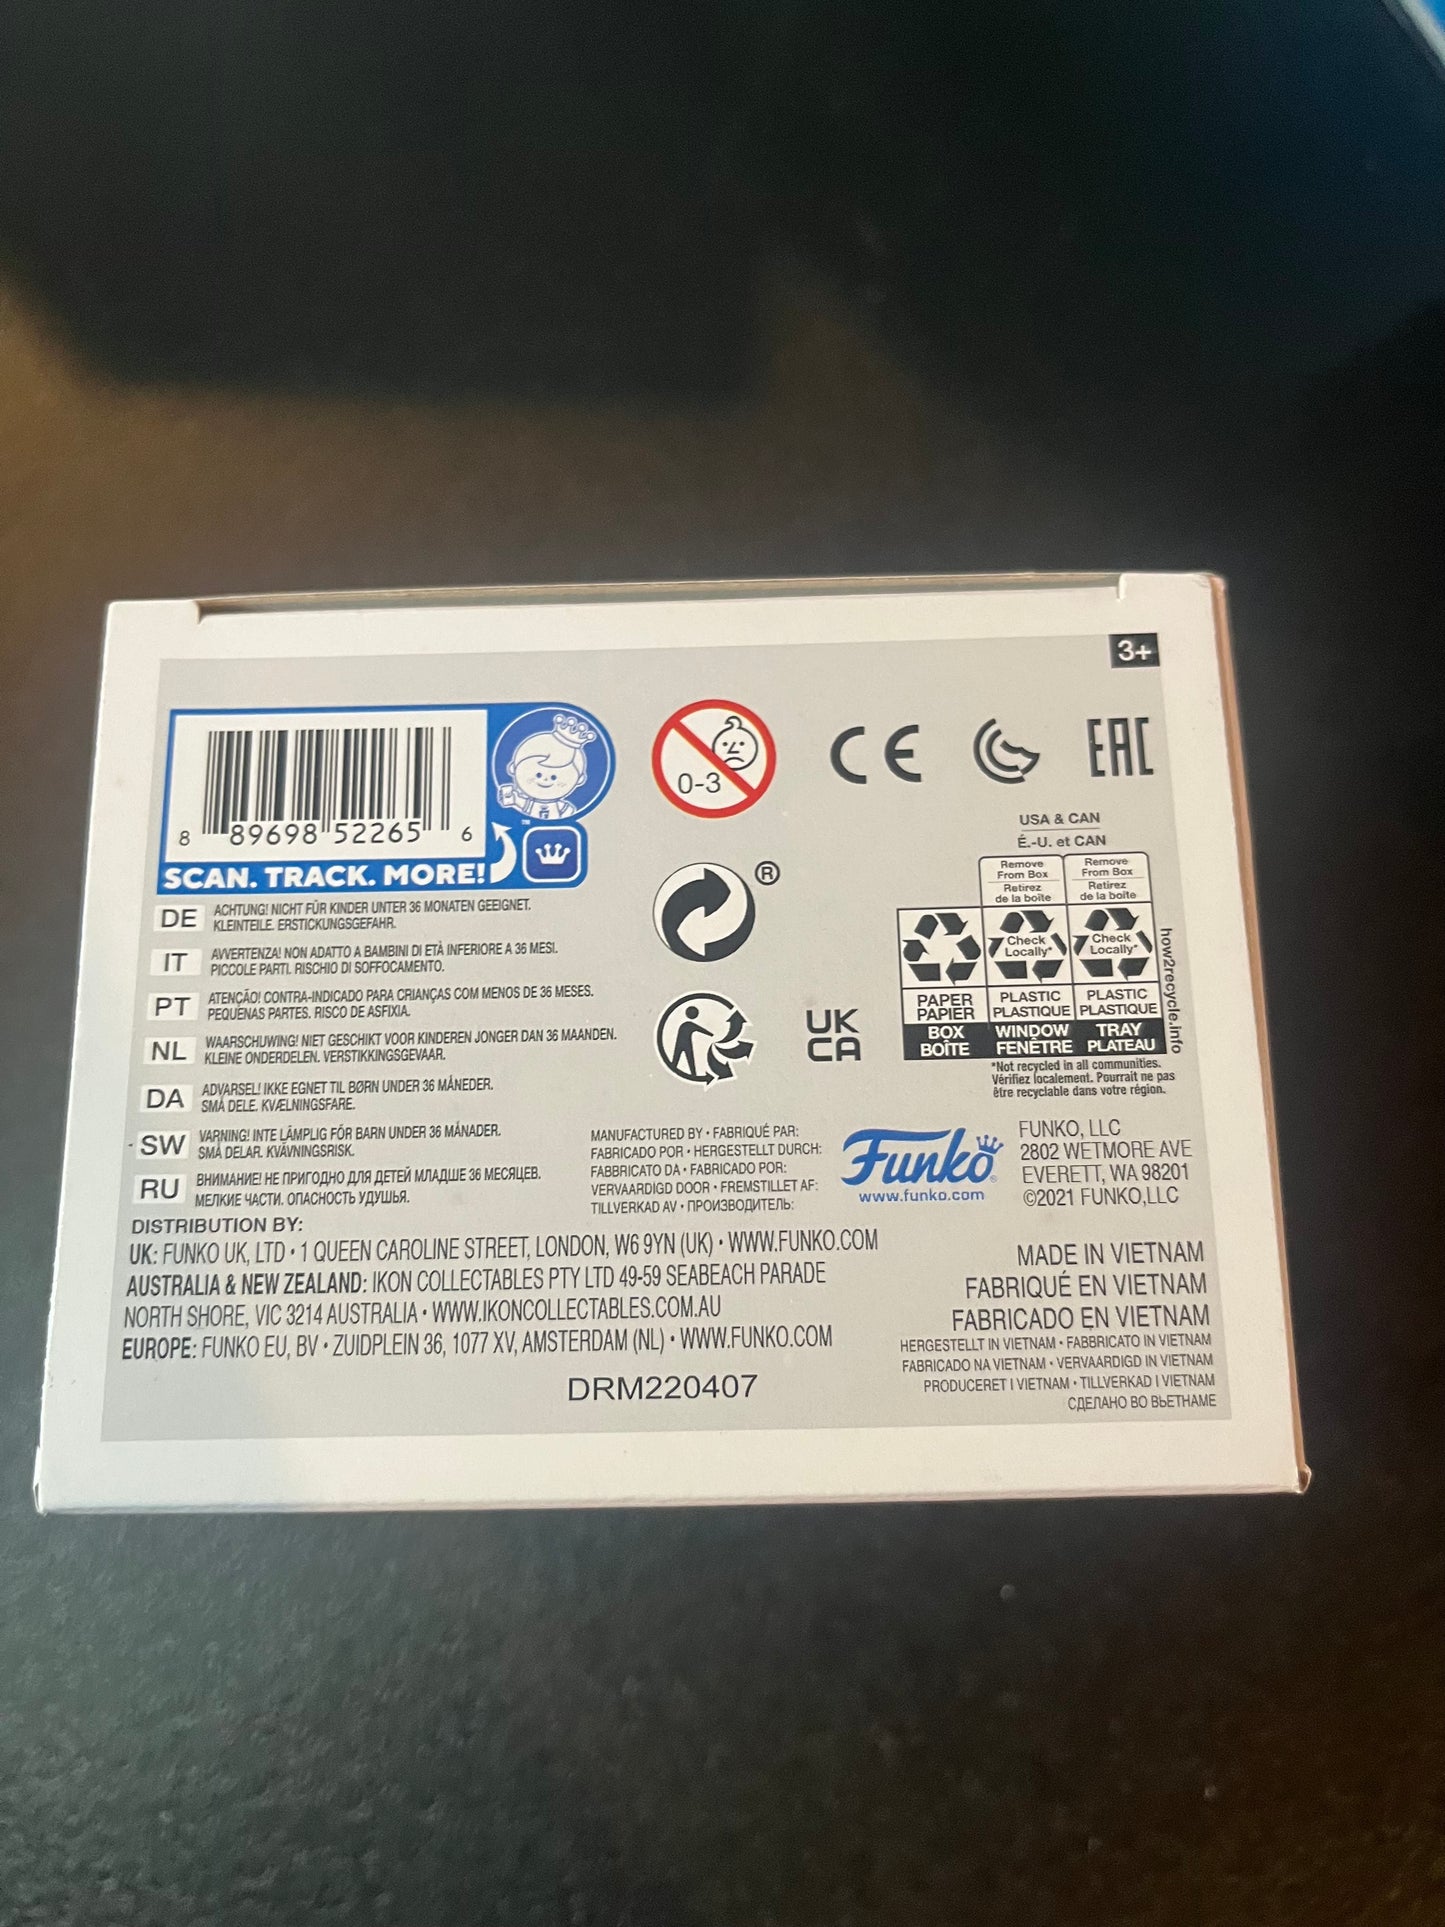 3+
8 89698 52265 6
SCAN. TRACK. MORE!
™
0-3
CE
EAC
USA & CAN
É.-U. et CAN
Remove
From Box
Retirez
de la boîte
Remove
From Box
Retirez
de la boîte
Check
Locally*
Check
Locally*
PAPER
PAPIER
BOX
BOÎTE
PLASTIC
PLASTIQUE
WINDOW
FENÊTRE
PLASTIC
PLASTIQUE
TRAY
PLATEAU
how2recycle.info
*Not recycled in all communities.
Vérifiez localement. Pourrait ne pas
être recyclable dans votre région.
®
UK
CA
DE ACHTUNG! NICHT FÜR KINDER UNTER 36 MONATEN GEEIGNET.
KLEINTEILE. ERSTICKUNGSGEFAHR.
IT AVVERTENZA! NON ADATTO A BAMBINI DI ETÀ INFERIORE A 36 MESI.
PICCOLE PARTI. RISCHIO DI SOFFOCAMENTO.
PT ATENÇÃO! CONTRA-INDICADO PARA CRIANÇAS COM MENOS DE 36 MESES.
PEQUENAS PARTES. RISCO DE ASFIXIA.
NL WAARSCHUWING! NIET GESCHIKT VOOR KINDEREN JONGER DAN 36 MAANDEN.
KLEINE ONDERDELEN. VERSTIKKINGSGEVAAR.
DA ADVARSEL! IKKE EGNET TIL BØRN UNDER 36 MÅNEDER.
SMÅ DELE. KVÆLNINGSFARE.
SW VARNING! INTE LÄMPLIG FÖR BARN UNDER 36 MÅNADER.
SMÅ DELAR. KVÄVNINGSRISK.
RU ВНИМАНИЕ! НЕ ПРИГОДНО ДЛЯ ДЕТЕЙ МЛАДШЕ 36 МЕСЯЦЕВ.
МЕЛКИЕ ЧАСТИ. ОПАСНОСТЬ УДУШЬЯ.
MANUFACTURED BY • FABRIQUÉ PAR:
FABRICADO POR • HERGESTELLT DURCH:
FABBRICATO DA • FABRICADO POR:
VERVAARDIGD DOOR • FREMSTILLET AF:
TILLVERKAD AV • ПРОИЗВОДИТЕЛЬ:
Funko®
www.funko.com
FUNKO, LLC
2802 WETMORE AVE
EVERETT, WA 98201
©2021 FUNKO,LLC
DISTRIBUTION BY:
UK: FUNKO UK, LTD • 1 QUEEN CAROLINE STREET, LONDON, W6 9YN (UK) • WWW.FUNKO.COM
AUSTRALIA & NEW ZEALAND: IKON COLLECTABLES PTY LTD 49-59 SEABEACH PARADE
NORTH SHORE, VIC 3214 AUSTRALIA • WWW.IKONCOLLECTABLES.COM.AU
EUROPE: FUNKO EU, BV • ZUIDPLEIN 36, 1077 XV, AMSTERDAM (NL) • WWW.FUNKO.COM
MADE IN VIETNAM
FABRIQUÉ EN VIETNAM
FABRICADO EN VIETNAM
HERGESTELLT IN VIETNAM • FABBRICATO IN VIETNAM
FABRICADO NA VIETNAM • VERVAARDIGD IN VIETNAM
PRODUCERET I VIETNAM • TILLVERKAD I VIETNAM
СДЕЛАНО ВО ВЬЕТНАМЕ
DRM220407